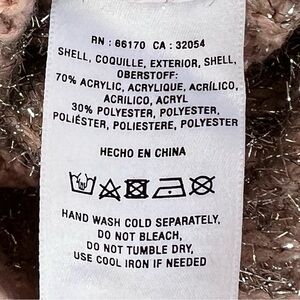 RN : 66170 CA : 32054
SHELL, COQUILLE, EXTERIOR, SHELL,
OBERSTOFF:
70% ACRYLIC, ACRYLIQUE, ACRÍLICO,
ACRILICO, ACRYL
30% POLYESTER, POLYESTER,
POLIÉSTER, POLIESTERE, POLYESTER
HECHO EN CHINA
HAND WASH COLD SEPARATELY,
DO NOT BLEACH,
DO NOT TUMBLE DRY,
USE COOL IRON IF NEEDED